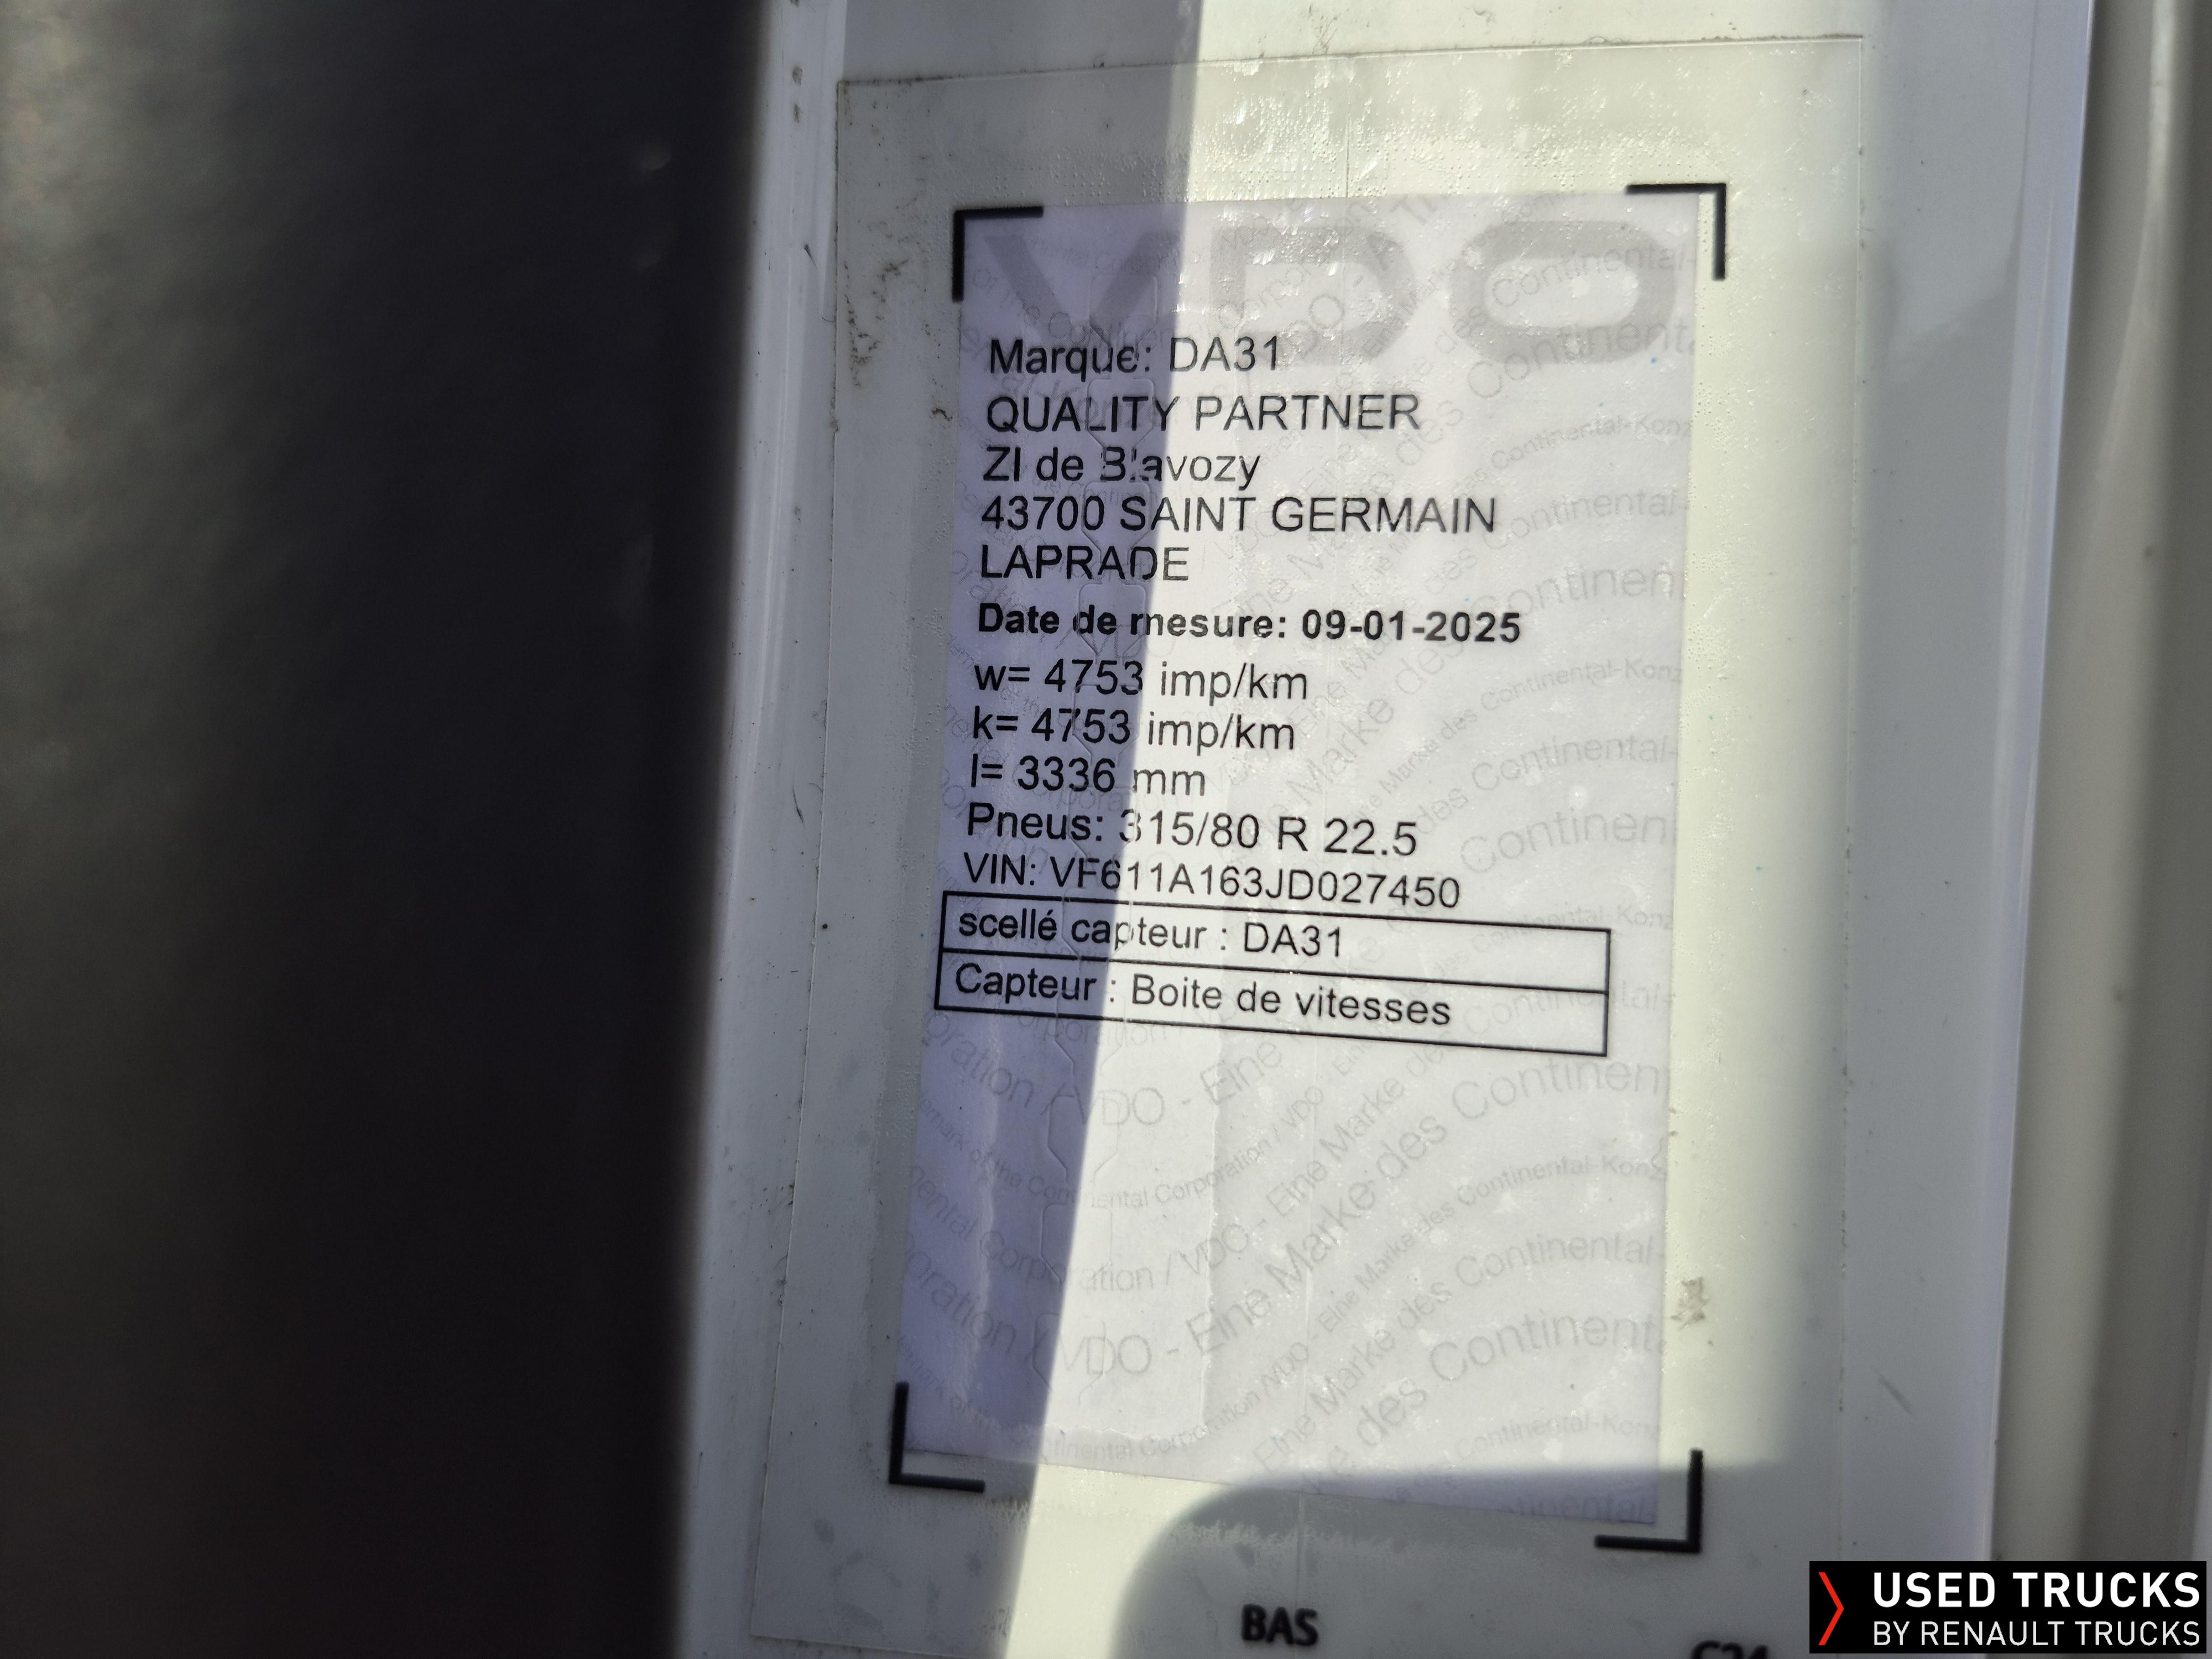 VDO
Marque: DA31
QUALITY PARTNER
ZI de Blavozy
43700 SAINT GERMAIN
LAPRADE
Date de mesure: 09-01-2025
w= 4753 imp/km
k= 4753 imp/km
l= 3336 mm
Pneus: 315/80 R 22.5
VIN: VF611A163JD027450
scellé capteur : DA31
Capteur : Boite de vitesses
BAS
USED TRUCKS
BY RENAULT TRUCKS